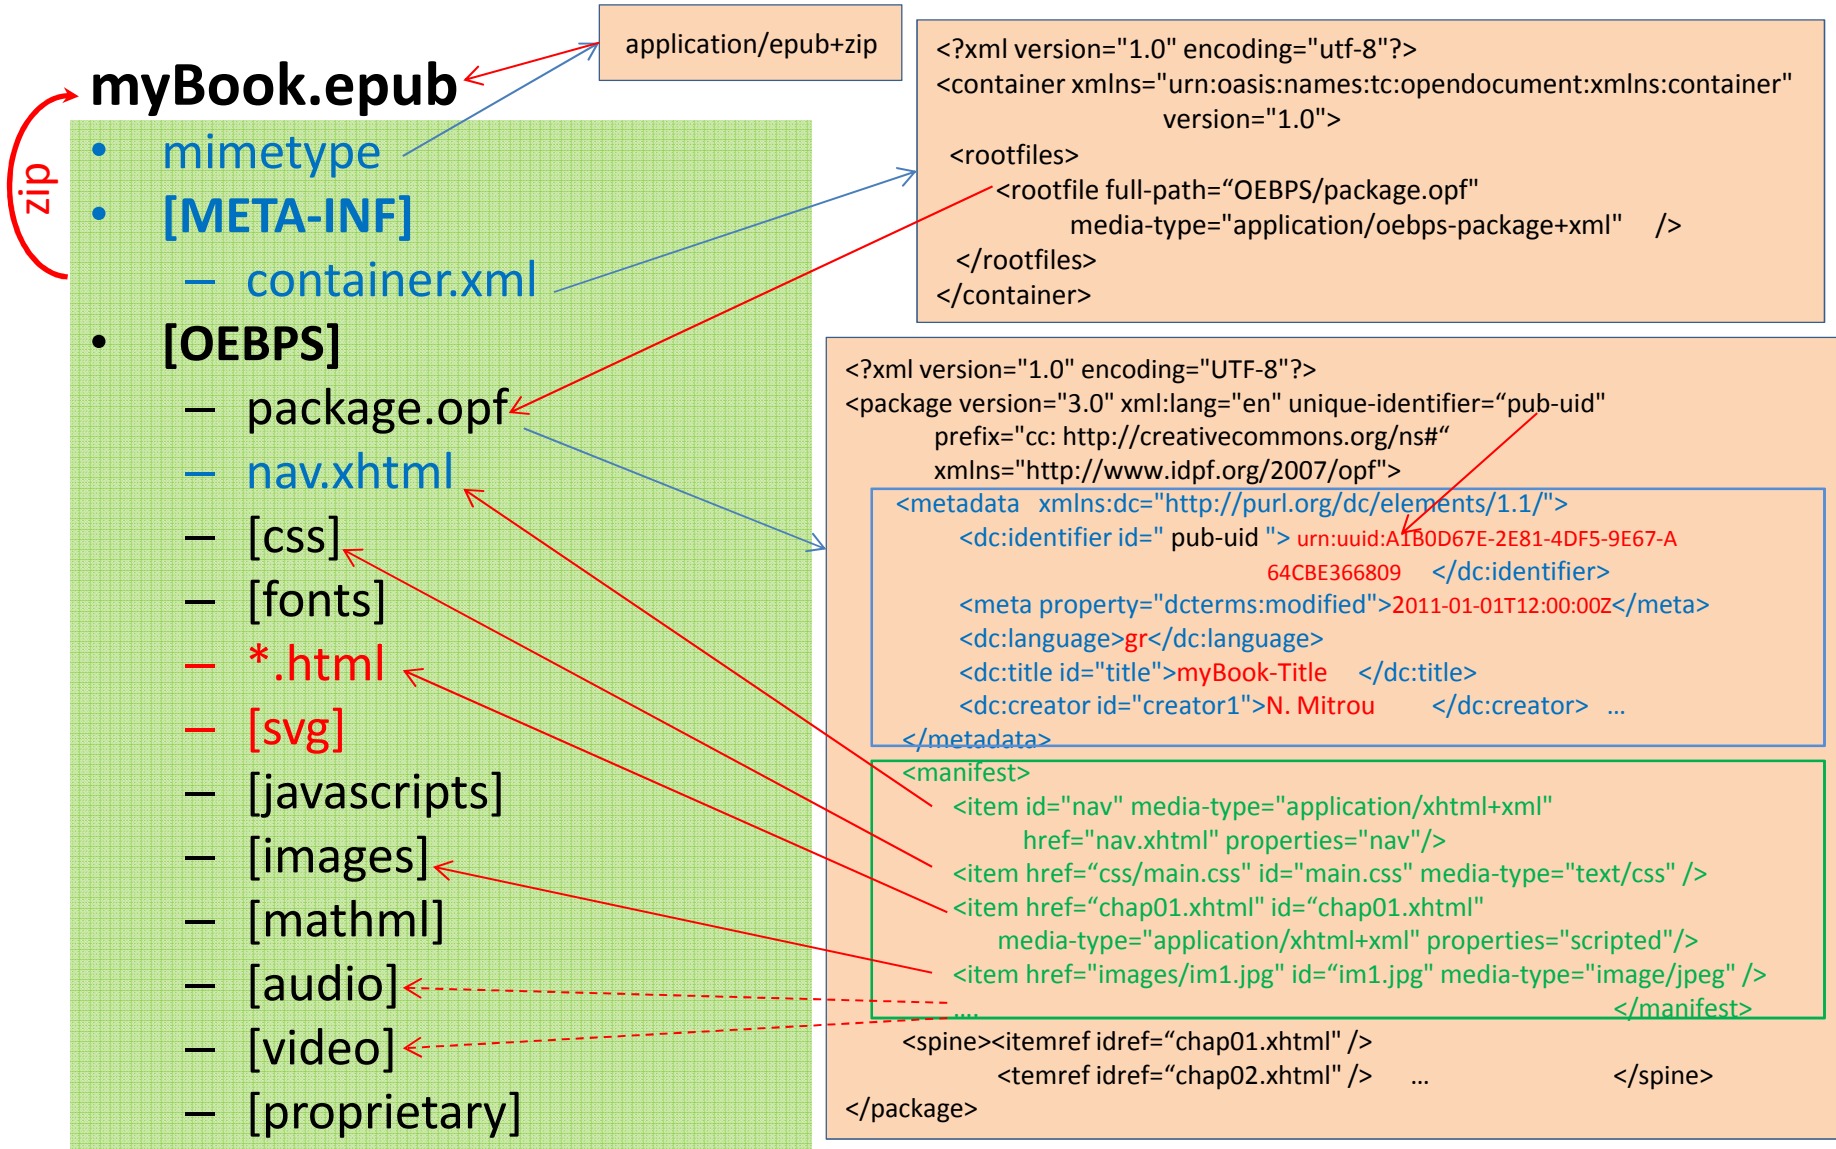 myBook.epub
zip
• mimetype
• [META-INF]
– container.xml
• [OEBPS]
– package.opf
– nav.xhtml
– [css]
– [fonts]
– *.html
– [svg]
– [javascripts]
– [images]
– [mathml]
– [audio]
– [video]
– [proprietary]
application/epub+zip
<?xml version="1.0" encoding="utf-8"?>
<container xmlns="urn:oasis:names:tc:opendocument:xmlns:container"
version="1.0">
<rootfiles>
<rootfile full-path=“OEBPS/package.opf"
media-type="application/oebps-package+xml" />
</rootfiles>
</container>
<?xml version="1.0" encoding="UTF-8"?>
<package version="3.0" xml:lang="en" unique-identifier=“pub-uid"
prefix="cc: http://creativecommons.org/ns#“
xmlns="http://www.idpf.org/2007/opf">
<metadata xmlns:dc="http://purl.org/dc/elements/1.1/">
<dc:identifier id=" pub-uid "> urn:uuid:A1B0D67E-2E81-4DF5-9E67-A
64CBE366809 </dc:identifier>
<meta property="dcterms:modified">2011-01-01T12:00:00Z</meta>
<dc:language>gr</dc:language>
<dc:title id="title">myBook-Title </dc:title>
<dc:creator id="creator1">N. Mitrou </dc:creator> ...
</metadata>
<manifest>
<item id="nav" media-type="application/xhtml+xml"
href="nav.xhtml" properties="nav"/>
<item href=“css/main.css" id="main.css" media-type="text/css" />
<item href=“chap01.xhtml" id=“chap01.xhtml"
media-type="application/xhtml+xml" properties="scripted"/>
<item href="images/im1.jpg" id=“im1.jpg" media-type="image/jpeg" />
.... </manifest>
<spine><itemref idref=“chap01.xhtml" />
<temref idref=“chap02.xhtml" /> ... </spine>
</package>